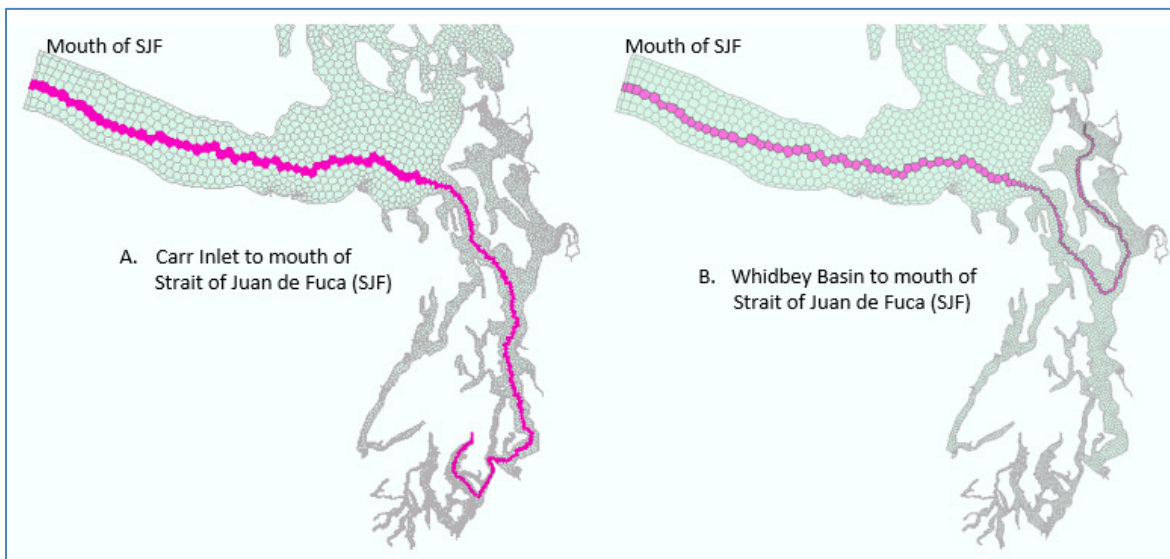 Mouth of SJF
A. Carr Inlet to mouth of
Strait of Juan de Fuca (SJF)
Mouth of SJF
B. Whidbey Basin to mouth of
Strait of Juan de Fuca (SJF)